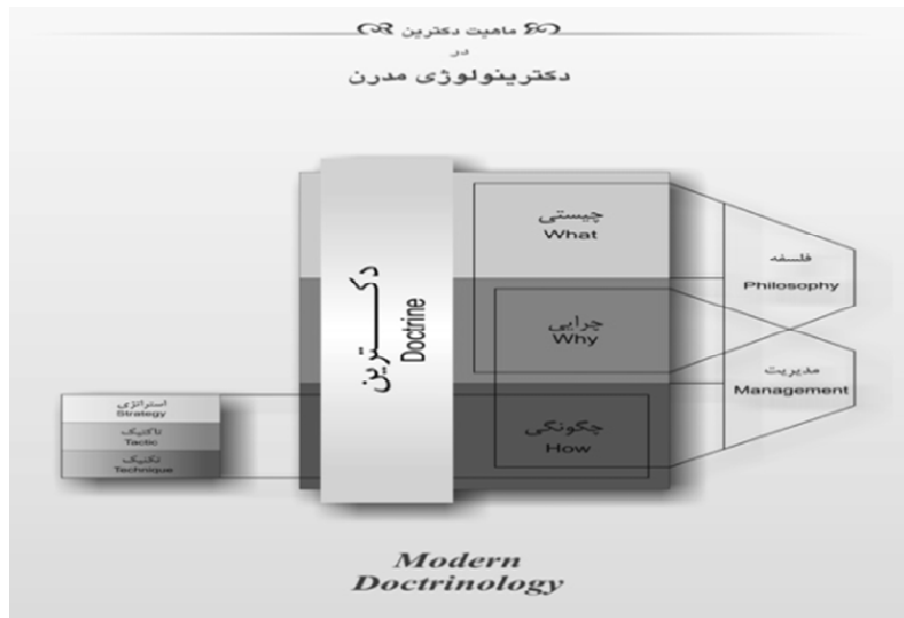 ماهیت دکترین
در
دکترینولوژی مدرن
چیستی
What
فلسفه
Philosophy
دکترین
Doctrine
چرایی
Why
مدیریت
Management
استراتژی
Strategy
تاکتیک
Tactic
تکنیک
Technique
چگونگی
How
Modern
Doctrinology